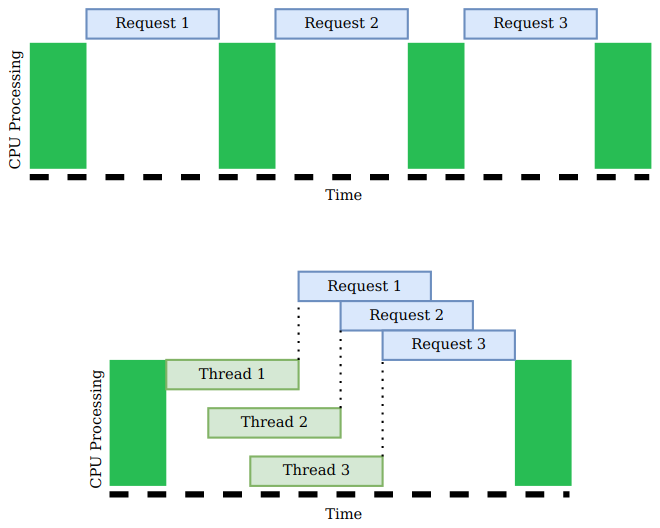 Request 1
Request 2
Request 3
CPU Processing
Time
Request 1
Request 2
Request 3
Thread 1
Thread 2
Thread 3
CPU Processing
Time